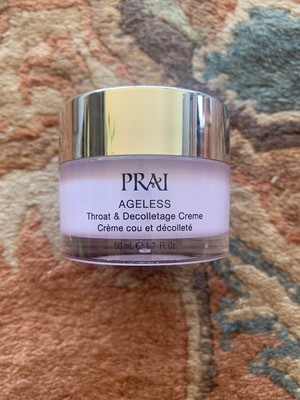 PRAI
AGELESS
Throat & Decolletage Creme
Crème cou et décolleté
50 mL ℮ 1.7 Fl. Oz.